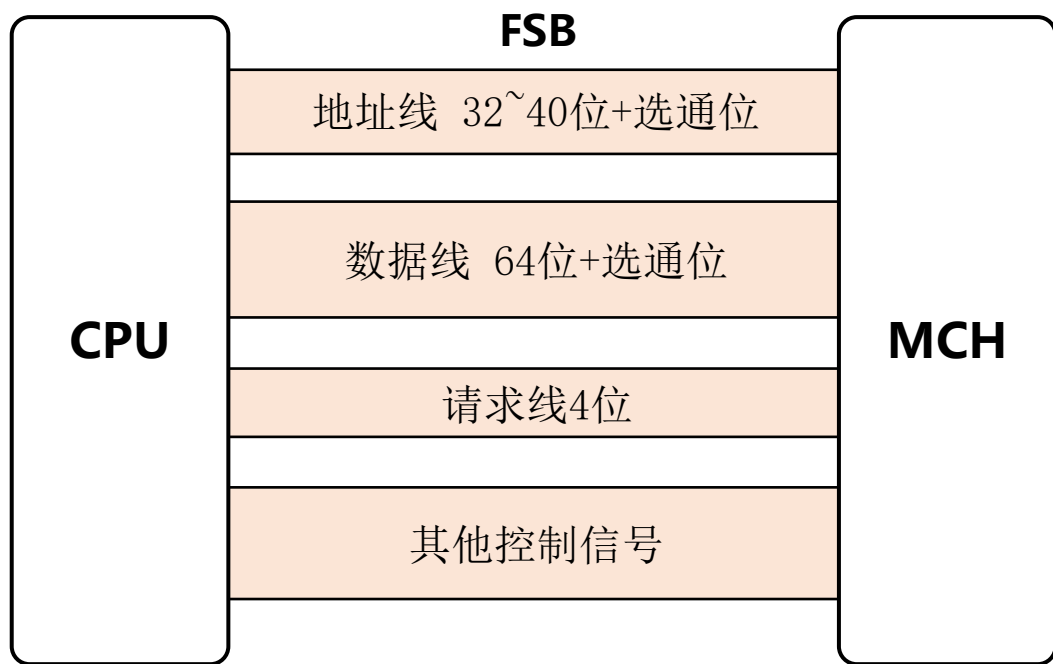 FSB
地址线 32~40位+选通位
数据线 64位+选通位
CPU
MCH
请求线4位
其他控制信号